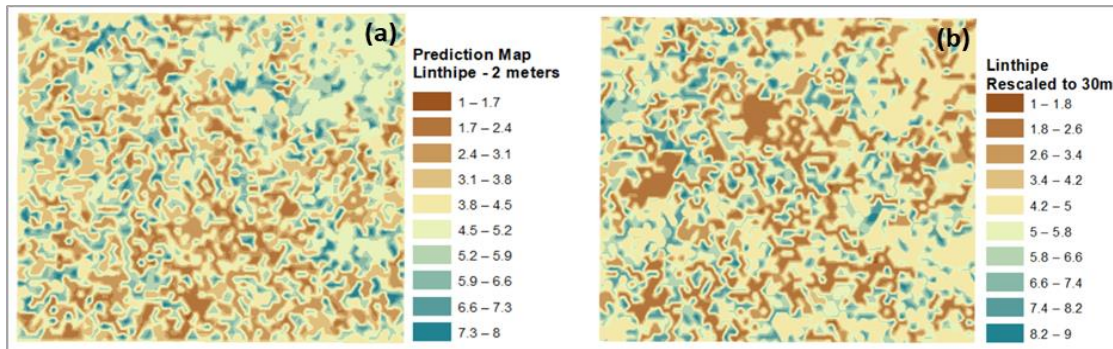 (a)
Prediction Map
Linthipe - 2 meters
1 – 1.7
1.7 – 2.4
2.4 – 3.1
3.1 – 3.8
3.8 – 4.5
4.5 – 5.2
5.2 – 5.9
5.9 – 6.6
6.6 – 7.3
7.3 – 8
(b)
Linthipe
Rescaled to 30m
1 – 1.8
1.8 – 2.6
2.6 – 3.4
3.4 – 4.2
4.2 – 5
5 – 5.8
5.8 – 6.6
6.6 – 7.4
7.4 – 8.2
8.2 – 9